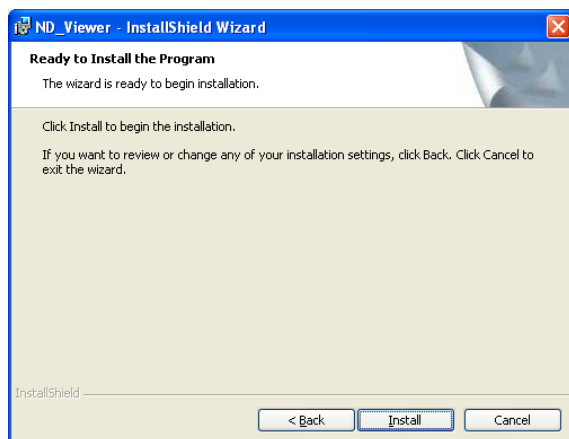 ND_Viewer - InstallShield Wizard
Ready to Install the Program
The wizard is ready to begin installation.
Click Install to begin the installation.
If you want to review or change any of your installation settings, click Back. Click Cancel to
exit the wizard.
InstallShield
< Back Install Cancel